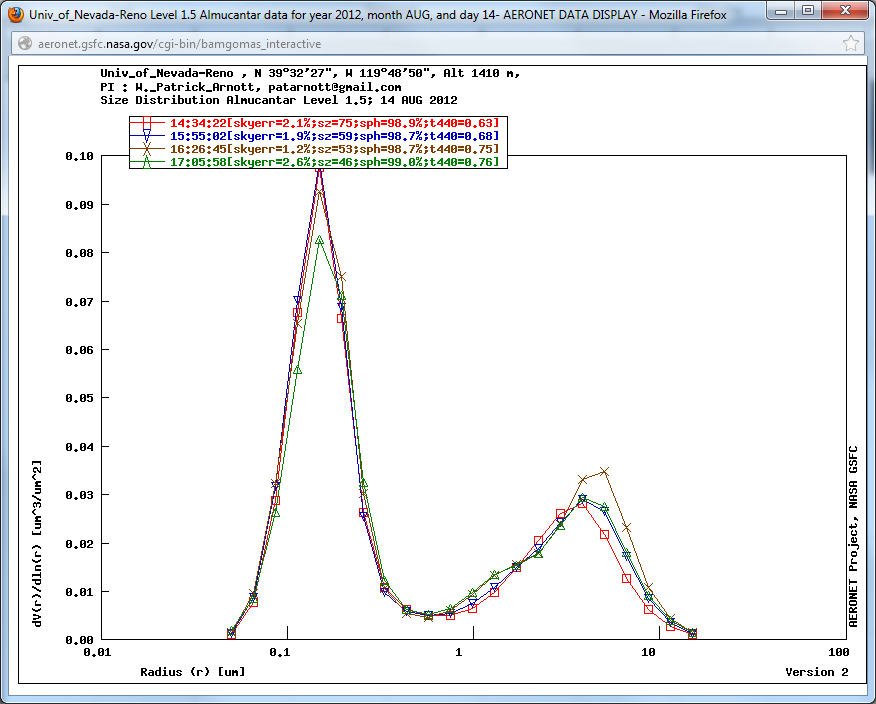 Univ_of_Nevada-Reno Level 1.5 Almucantar data for year 2012, month AUG, and day 14- AERONET DATA DISPLAY - Mozilla Firefox
aeronet.gsfc.nasa.gov/cgi-bin/bamgomas_interactive
Univ_of_Nevada-Reno , N 39°32'27", W 119°48'50", Alt 1410 m,
PI : W._Patrick_Arnott, patarnott@gmail.com
Size Distribution Almucantar Level 1.5; 14 AUG 2012
14:34:22[skyerr=2.1%;sz=75;sph=98.9%;t440=0.63]
15:55:02[skyerr=1.9%;sz=59;sph=98.7%;t440=0.68]
16:26:45[skyerr=1.2%;sz=53;sph=98.7%;t440=0.75]
17:05:58[skyerr=2.6%;sz=46;sph=99.0%;t440=0.76]
0.10
0.09
0.08
0.07
0.06
0.05
0.04
0.03
0.02
0.01
0.00
dV(r)/dln(r) [um^3/um^2]
AERONET Project, NASA GSFC
0.01 0.1 1 10 100
Radius (r) [um]
Version 2